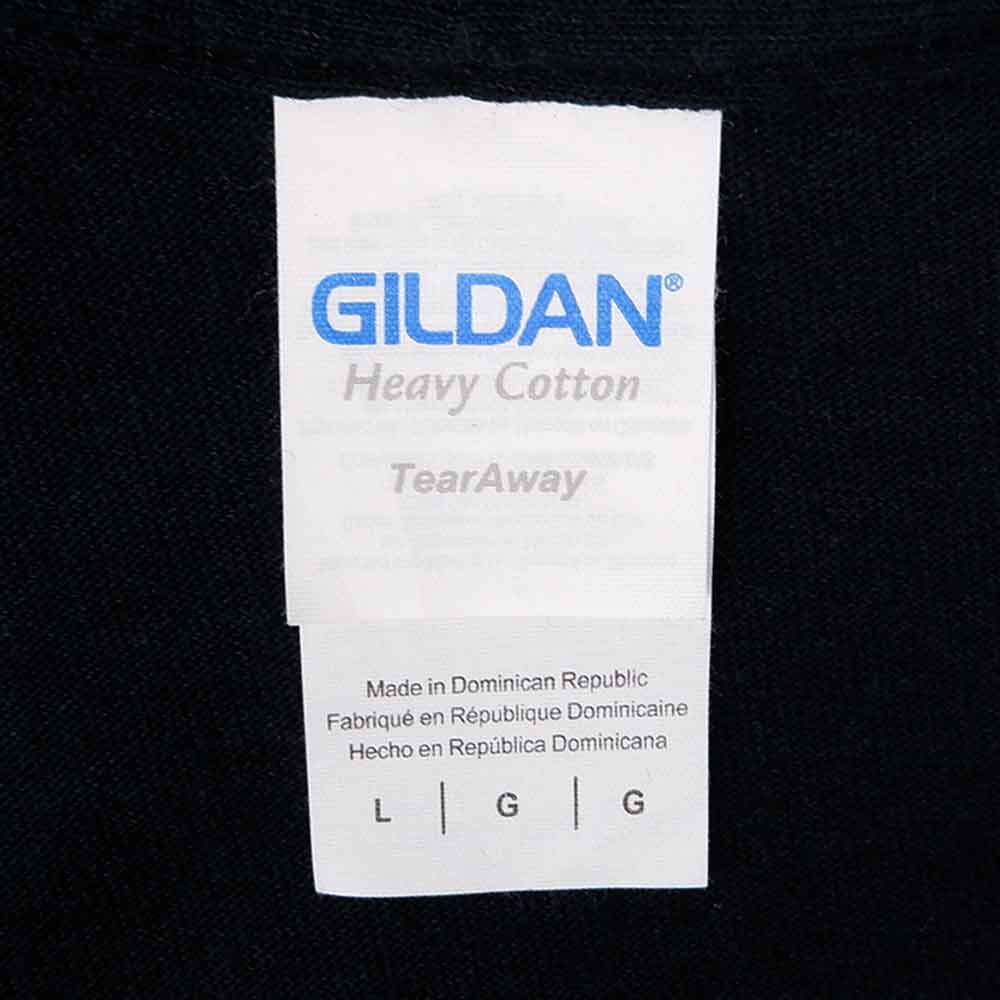 GILDAN®
Heavy Cotton
TearAway
Made in Dominican Republic
Fabriqué en République Dominicaine
Hecho en República Dominicana
L | G | G